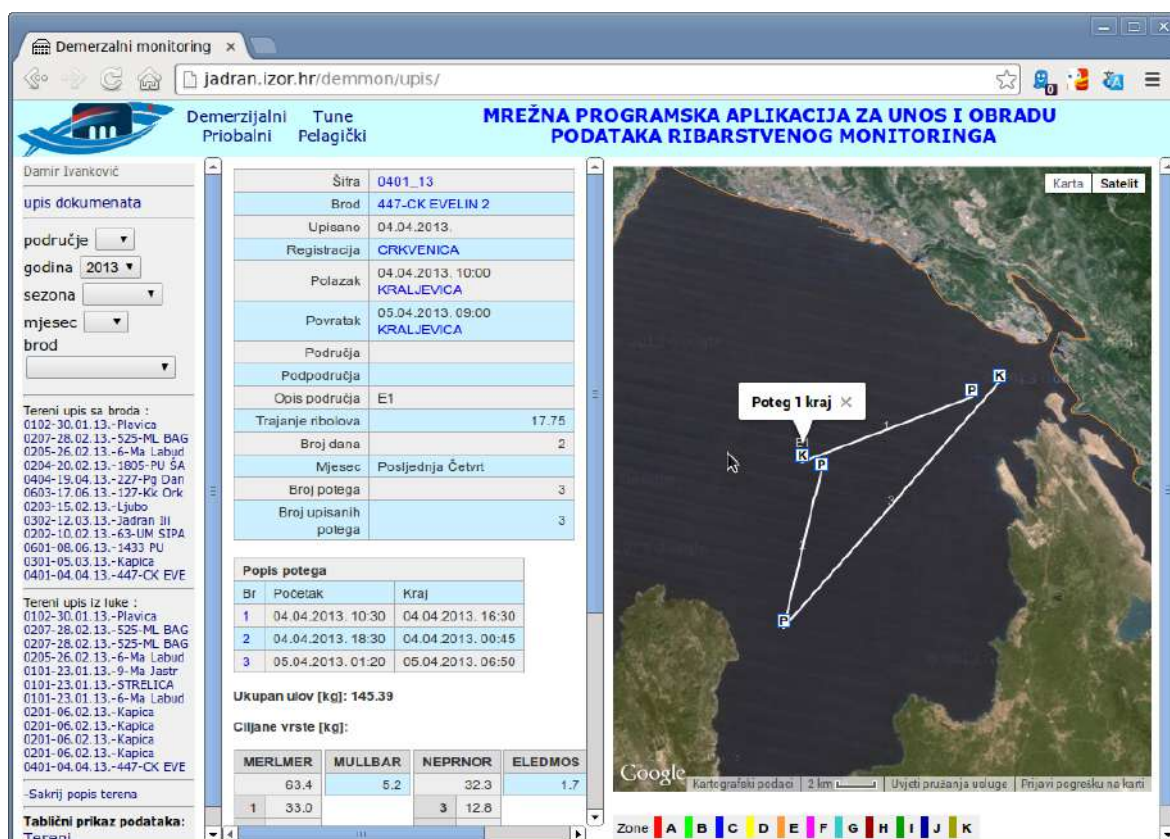 Demerzalni monitoring ×
jadran.izor.hr/demmon/upis/
0
Demerzijalni Tune
Priobalni Pelagički
MREŽNA PROGRAMSKA APLIKACIJA ZA UNOS I OBRADU
PODATAKA RIBARSTVENOG MONITORINGA
Damir Ivanković
upis dokumenata
područje
godina 2013
sezona
mjesec
brod
Tereni upis sa broda :
0102-30.01.13.-Plavica
0207-28.02.13.-525-ML BAG
0205-26.02.13.-6-Ma Labud
0204-20.02.13.-1805-PU ŠA
0404-19.04.13.-227-Pg Dan
0603-17.06.13.-127-Kk Ork
0203-15.02.13.-Ljubo
0302-12.03.13.-Jadran III
0202-10.02.13.-63-UM SIPA
0601-08.06.13.-1433 PU
0301-05.03.13.-Kapica
0401-04.04.13.-447-CK EVE
Tereni upis iz luke :
0102-30.01.13.-Plavica
0207-28.02.13.-525-ML BAG
0207-28.02.13.-525-ML BAG
0205-26.02.13.-6-Ma Labud
0101-23.01.13.-9-Ma Jastr
0101-23.01.13.-STRELICA
0101-23.01.13.-6-Ma Labud
0201-06.02.13.-Kapica
0201-06.02.13.-Kapica
0201-06.02.13.-Kapica
0201-06.02.13.-Kapica
0401-04.04.13.-447-CK EVE
-Sakrij popis terena
Tablični prikaz podataka:
Tereni
Šifra 0401_13
Brod 447-CK EVELIN 2
Upisano 04.04.2013.
Registracija CRKVENICA
Polazak 04.04.2013. 10:00
KRALJEVICA
Povratak 05.04.2013. 09:00
KRALJEVICA
Područja
Podpodručja
Opis područja E1
Trajanje ribolova 17.75
Broj dana 2
Mjesec Posljednja Četvrt
Broj potega 3
Broj upisanih
potega 3
Popis potega
Br Početak Kraj
1 04.04.2013. 10:30 04.04.2013. 16:30
2 04.04.2013. 18:30 04.04.2013. 00:45
3 05.04.2013. 01:20 05.04.2013. 06:50
Ukupan ulov [kg]: 145.39
Ciljane vrste [kg]:
MERLMER MULLBAR NEPRNOR ELEDMOS
63.4 5.2 32.3 1.7
1 33.0 3 12.8
Karta Satelit
K
P
Poteg 1 kraj ×
1
E1
K
P
3
2
P
Google
Kartografski podaci 2 km Uvjeti pružanja usluge Prijavi pogrešku na karti
Zone A B C D E F G H I J K